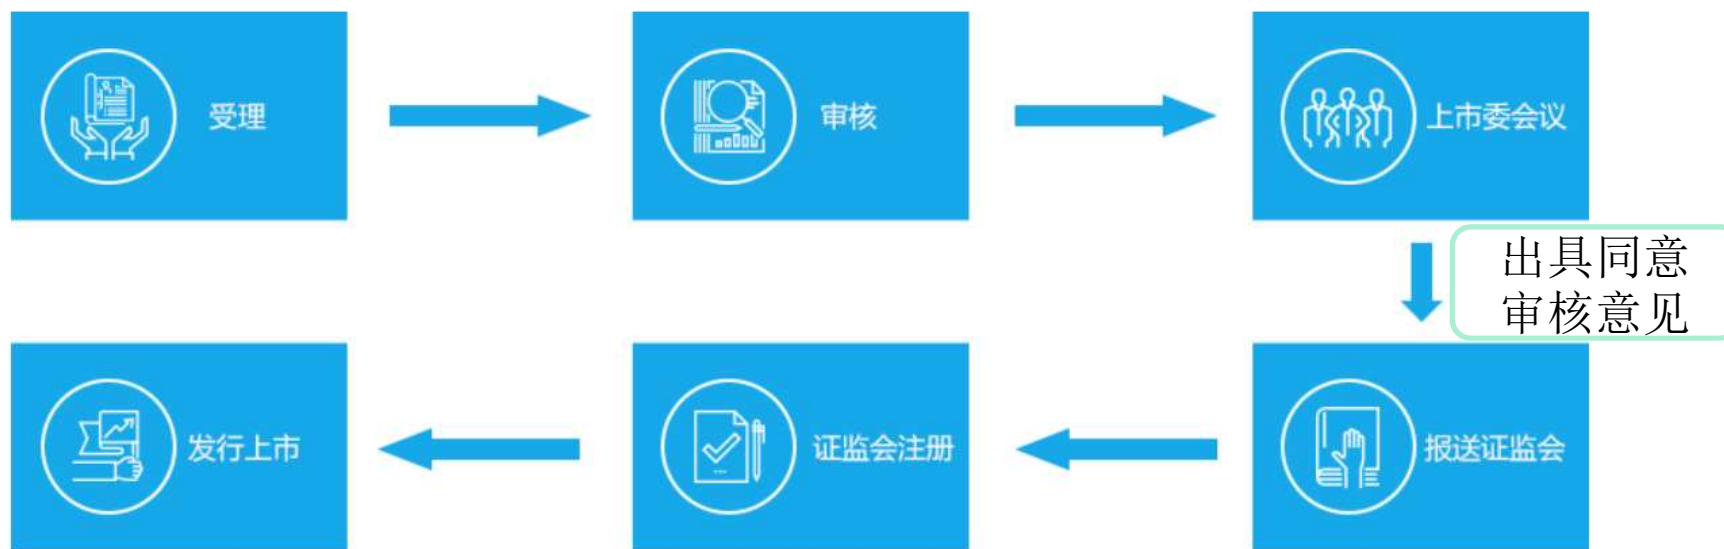 受理
审核
上市委会议
出具同意
审核意见
发行上市
证监会注册
报送证监会